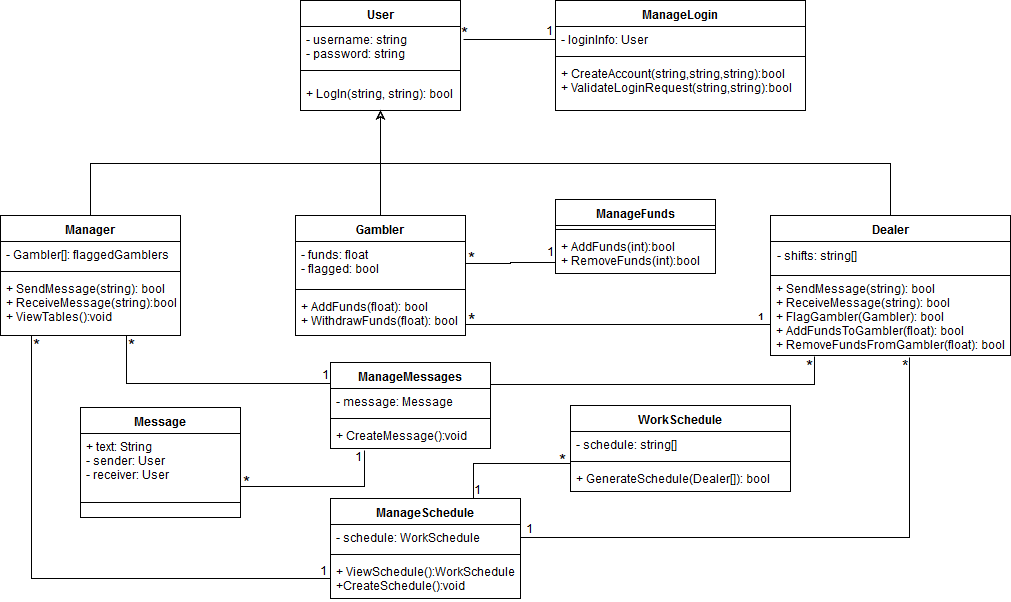 User
- username: string
- password: string
+ LogIn(string, string): bool
*
1
ManageLogin
- loginInfo: User
+ CreateAccount(string,string,string):bool
+ ValidateLoginRequest(string,string):bool
Manager
- Gambler[]: flaggedGamblers
+ SendMessage(string): bool
+ ReceiveMessage(string):bool
+ ViewTables():void
*
*
Gambler
- funds: float
- flagged: bool
+ AddFunds(float): bool
+ WithdrawFunds(float): bool
*
1
*
1
ManageFunds
+ AddFunds(int):bool
+ RemoveFunds(int):bool
Dealer
- shifts: string[]
+ SendMessage(string): bool
+ ReceiveMessage(string): bool
+ FlagGambler(Gambler): bool
+ AddFundsToGambler(float): bool
+ RemoveFundsFromGambler(float): bool
*
*
1
ManageMessages
- message: Message
+ CreateMessage():void
1
Message
+ text: String
- sender: User
- receiver: User
*
WorkSchedule
- schedule: string[]
+ GenerateSchedule(Dealer[]): bool
*
1
ManageSchedule
- schedule: WorkSchedule
+ ViewSchedule():WorkSchedule
+CreateSchedule():void
1
1